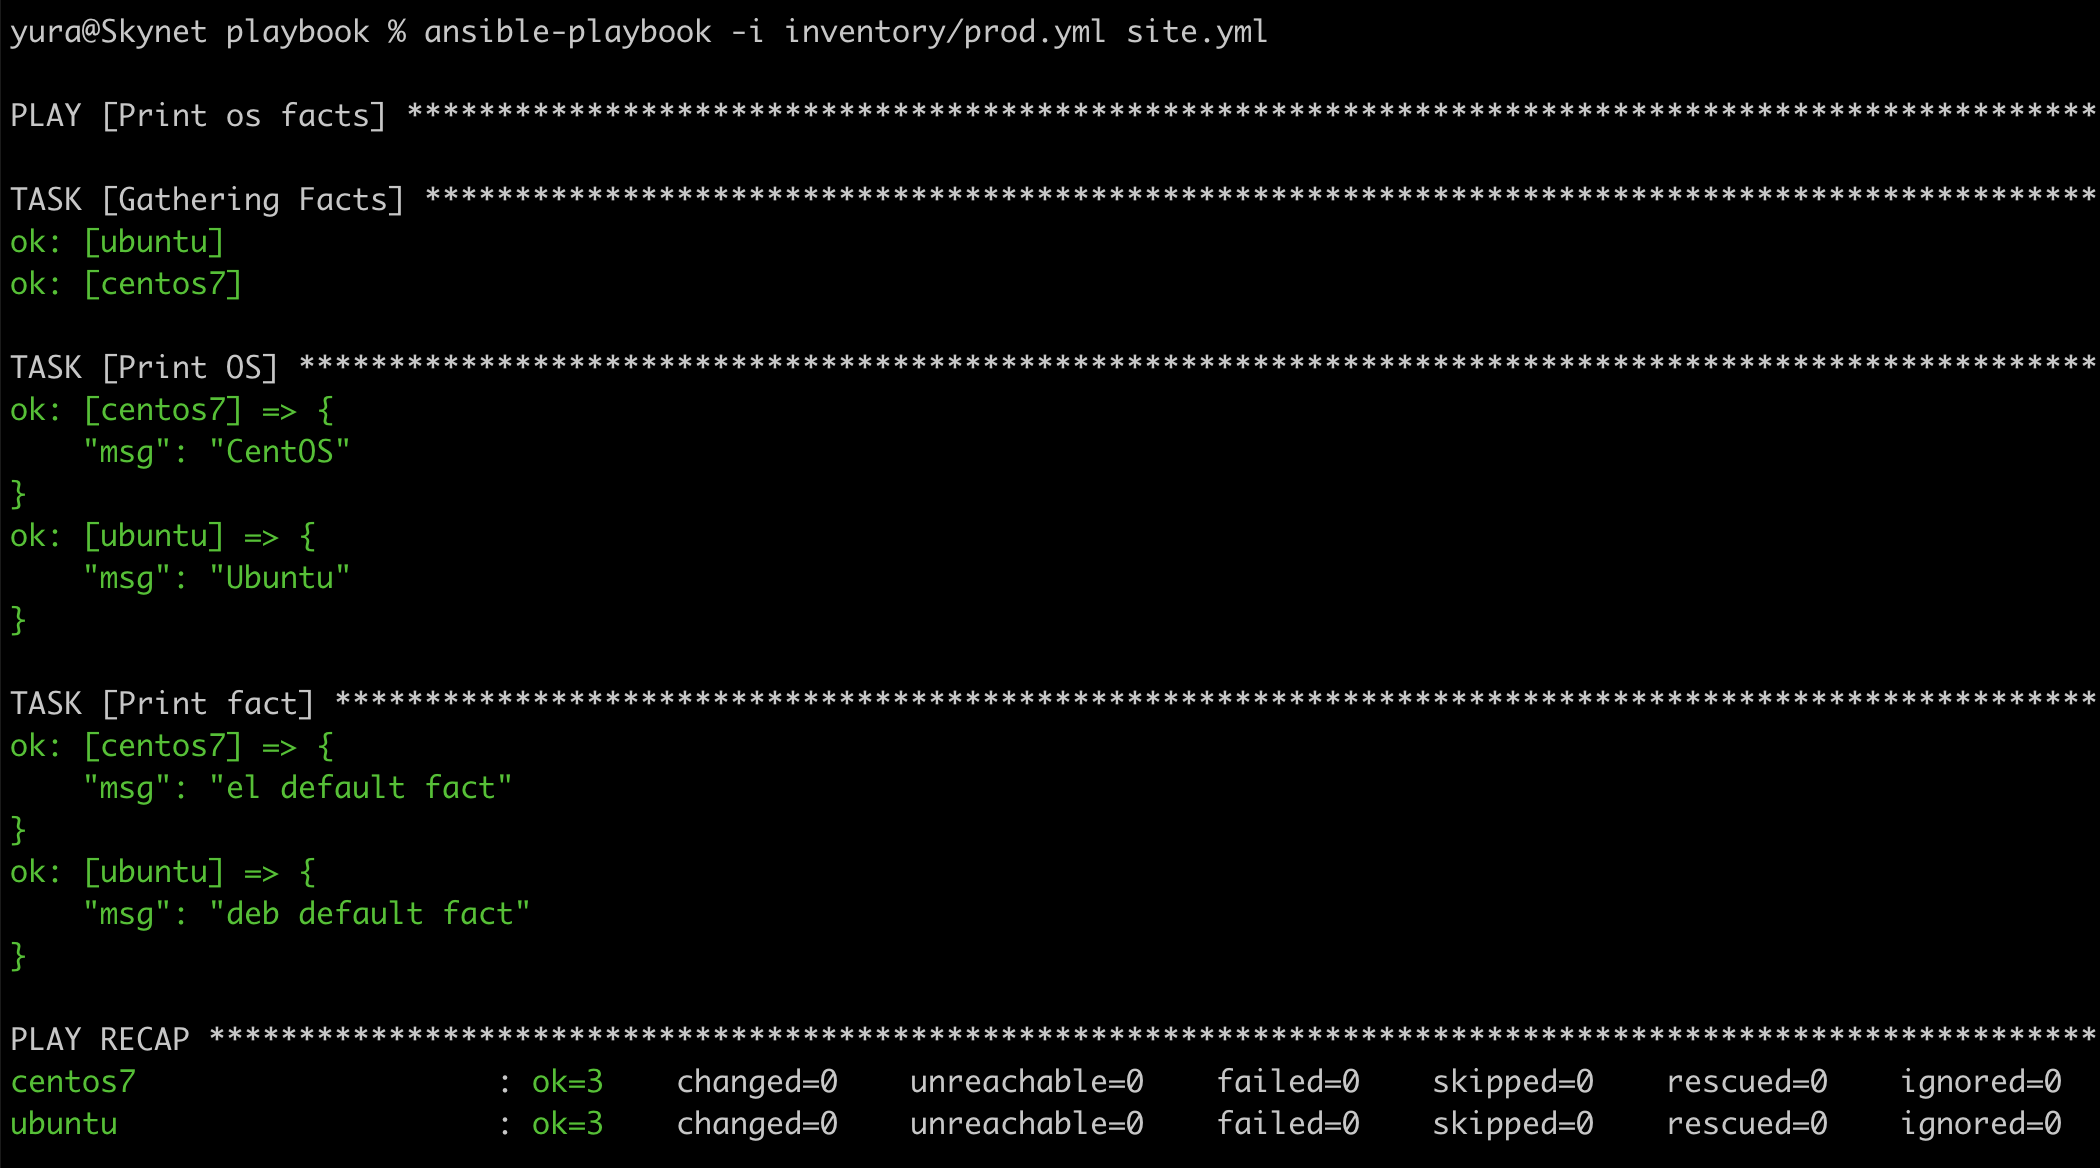 yura@Skynet playbook % ansible-playbook -i inventory/prod.yml site.yml
PLAY [Print os facts] **********************************************************************************************
TASK [Gathering Facts] *********************************************************************************************
ok: [ubuntu]
ok: [centos7]
TASK [Print OS] ****************************************************************************************************
ok: [centos7] => {
    "msg": "CentOS"
}
ok: [ubuntu] => {
    "msg": "Ubuntu"
}
TASK [Print fact] **************************************************************************************************
ok: [centos7] => {
    "msg": "el default fact"
}
ok: [ubuntu] => {
    "msg": "deb default fact"
}
PLAY RECAP *********************************************************************************************************
centos7                    : ok=3    changed=0    unreachable=0    failed=0    skipped=0    rescued=0    ignored=0
ubuntu                     : ok=3    changed=0    unreachable=0    failed=0    skipped=0    rescued=0    ignored=0